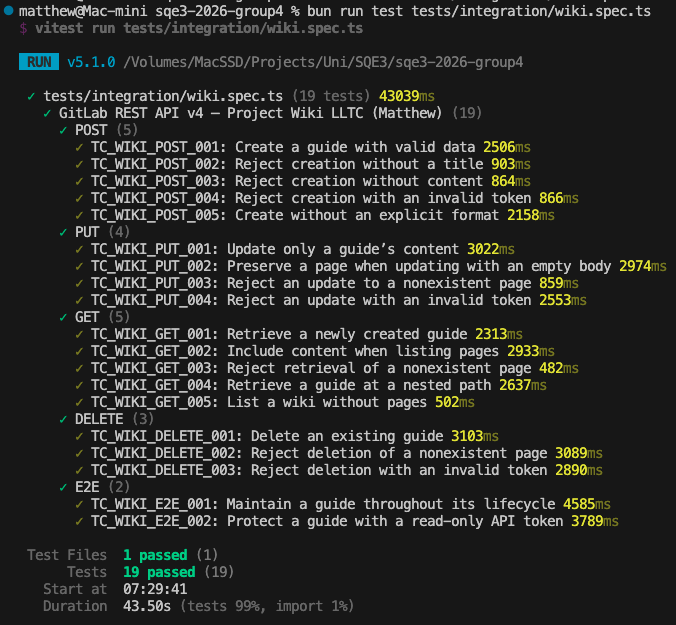 matthew@Mac-mini sqe3-2026-group4 % bun run test tests/integration/wiki.spec.ts
$ vitest run tests/integration/wiki.spec.ts
RUN v5.1.0 /Volumes/MacSSD/Projects/Uni/SQE3/sqe3-2026-group4
✓ tests/integration/wiki.spec.ts (19 tests) 43039ms
✓ GitLab REST API v4 — Project Wiki LLTC (Matthew) (19)
✓ POST (5)
✓ TC_WIKI_POST_001: Create a guide with valid data 2506ms
✓ TC_WIKI_POST_002: Reject creation without a title 903ms
✓ TC_WIKI_POST_003: Reject creation without content 864ms
✓ TC_WIKI_POST_004: Reject creation with an invalid token 866ms
✓ TC_WIKI_POST_005: Create without an explicit format 2158ms
✓ PUT (4)
✓ TC_WIKI_PUT_001: Update only a guide’s content 3022ms
✓ TC_WIKI_PUT_002: Preserve a page when updating with an empty body 2974ms
✓ TC_WIKI_PUT_003: Reject an update to a nonexistent page 859ms
✓ TC_WIKI_PUT_004: Reject an update with an invalid token 2553ms
✓ GET (5)
✓ TC_WIKI_GET_001: Retrieve a newly created guide 2313ms
✓ TC_WIKI_GET_002: Include content when listing pages 2933ms
✓ TC_WIKI_GET_003: Reject retrieval of a nonexistent page 482ms
✓ TC_WIKI_GET_004: Retrieve a guide at a nested path 2637ms
✓ TC_WIKI_GET_005: List a wiki without pages 502ms
✓ DELETE (3)
✓ TC_WIKI_DELETE_001: Delete an existing guide 3103ms
✓ TC_WIKI_DELETE_002: Reject deletion of a nonexistent page 3089ms
✓ TC_WIKI_DELETE_003: Reject deletion with an invalid token 2890ms
✓ E2E (2)
✓ TC_WIKI_E2E_001: Maintain a guide throughout its lifecycle 4585ms
✓ TC_WIKI_E2E_002: Protect a guide with a read-only API token 3789ms
Test Files 1 passed (1)
Tests 19 passed (19)
Start at 07:29:41
Duration 43.50s (tests 99%, import 1%)